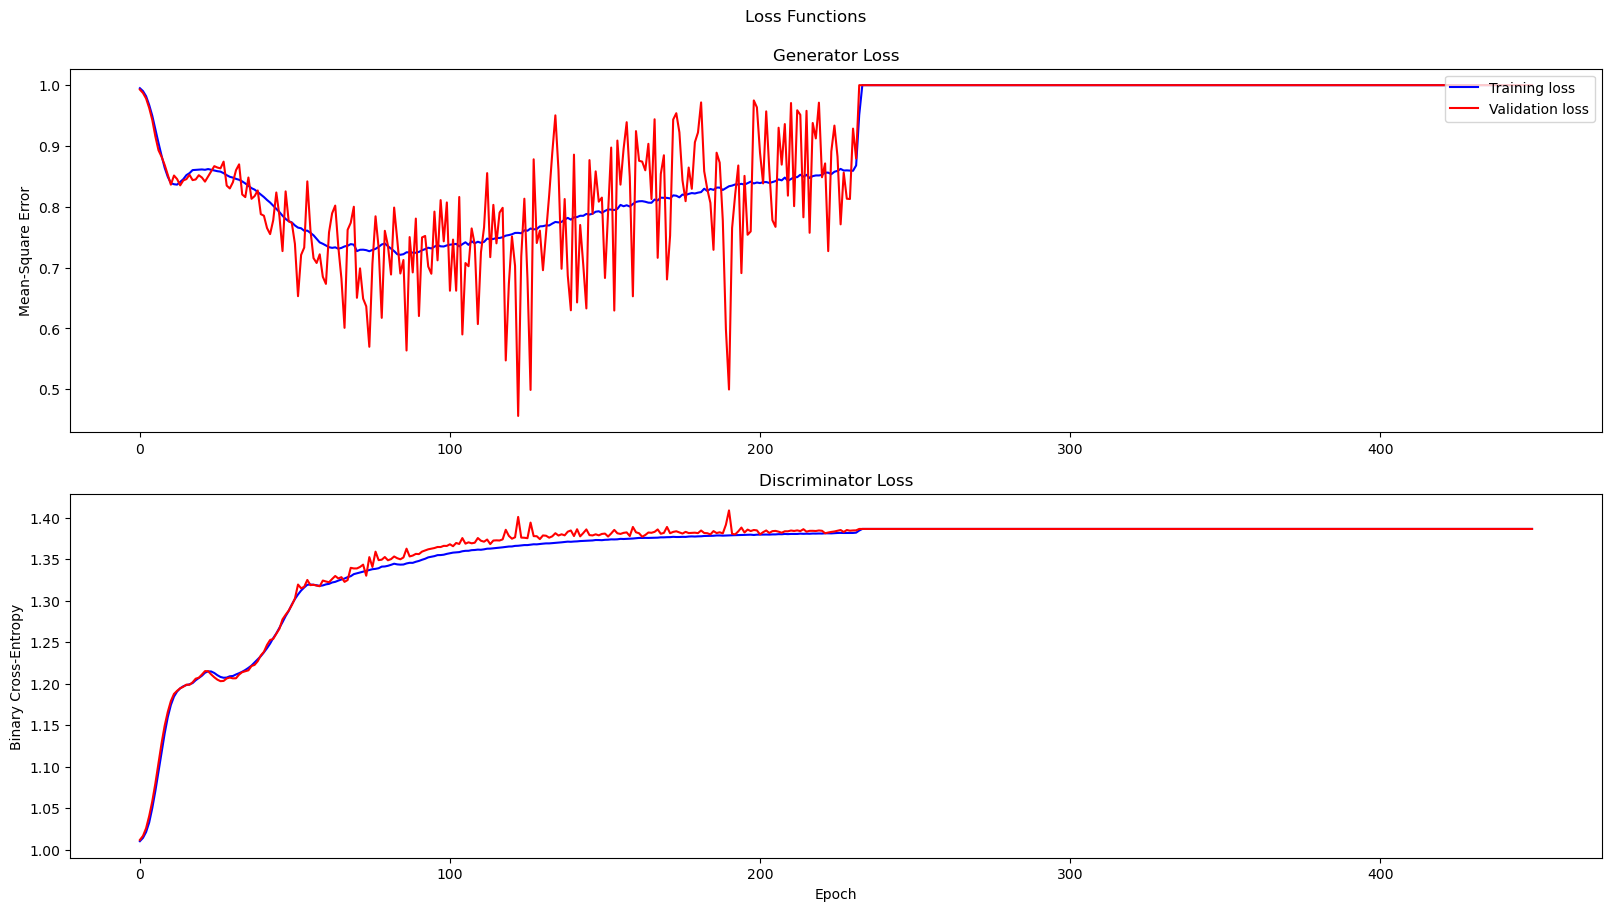 Loss Functions
Generator Loss
1.0
0.9
0.8
0.7
0.6
0.5
Mean-Square Error
Training loss
Validation loss
0 100 200 300 400
Discriminator Loss
1.40
1.35
1.30
1.25
1.20
1.15
1.10
1.05
1.00
Binary Cross-Entropy
0 100 200 300 400
Epoch